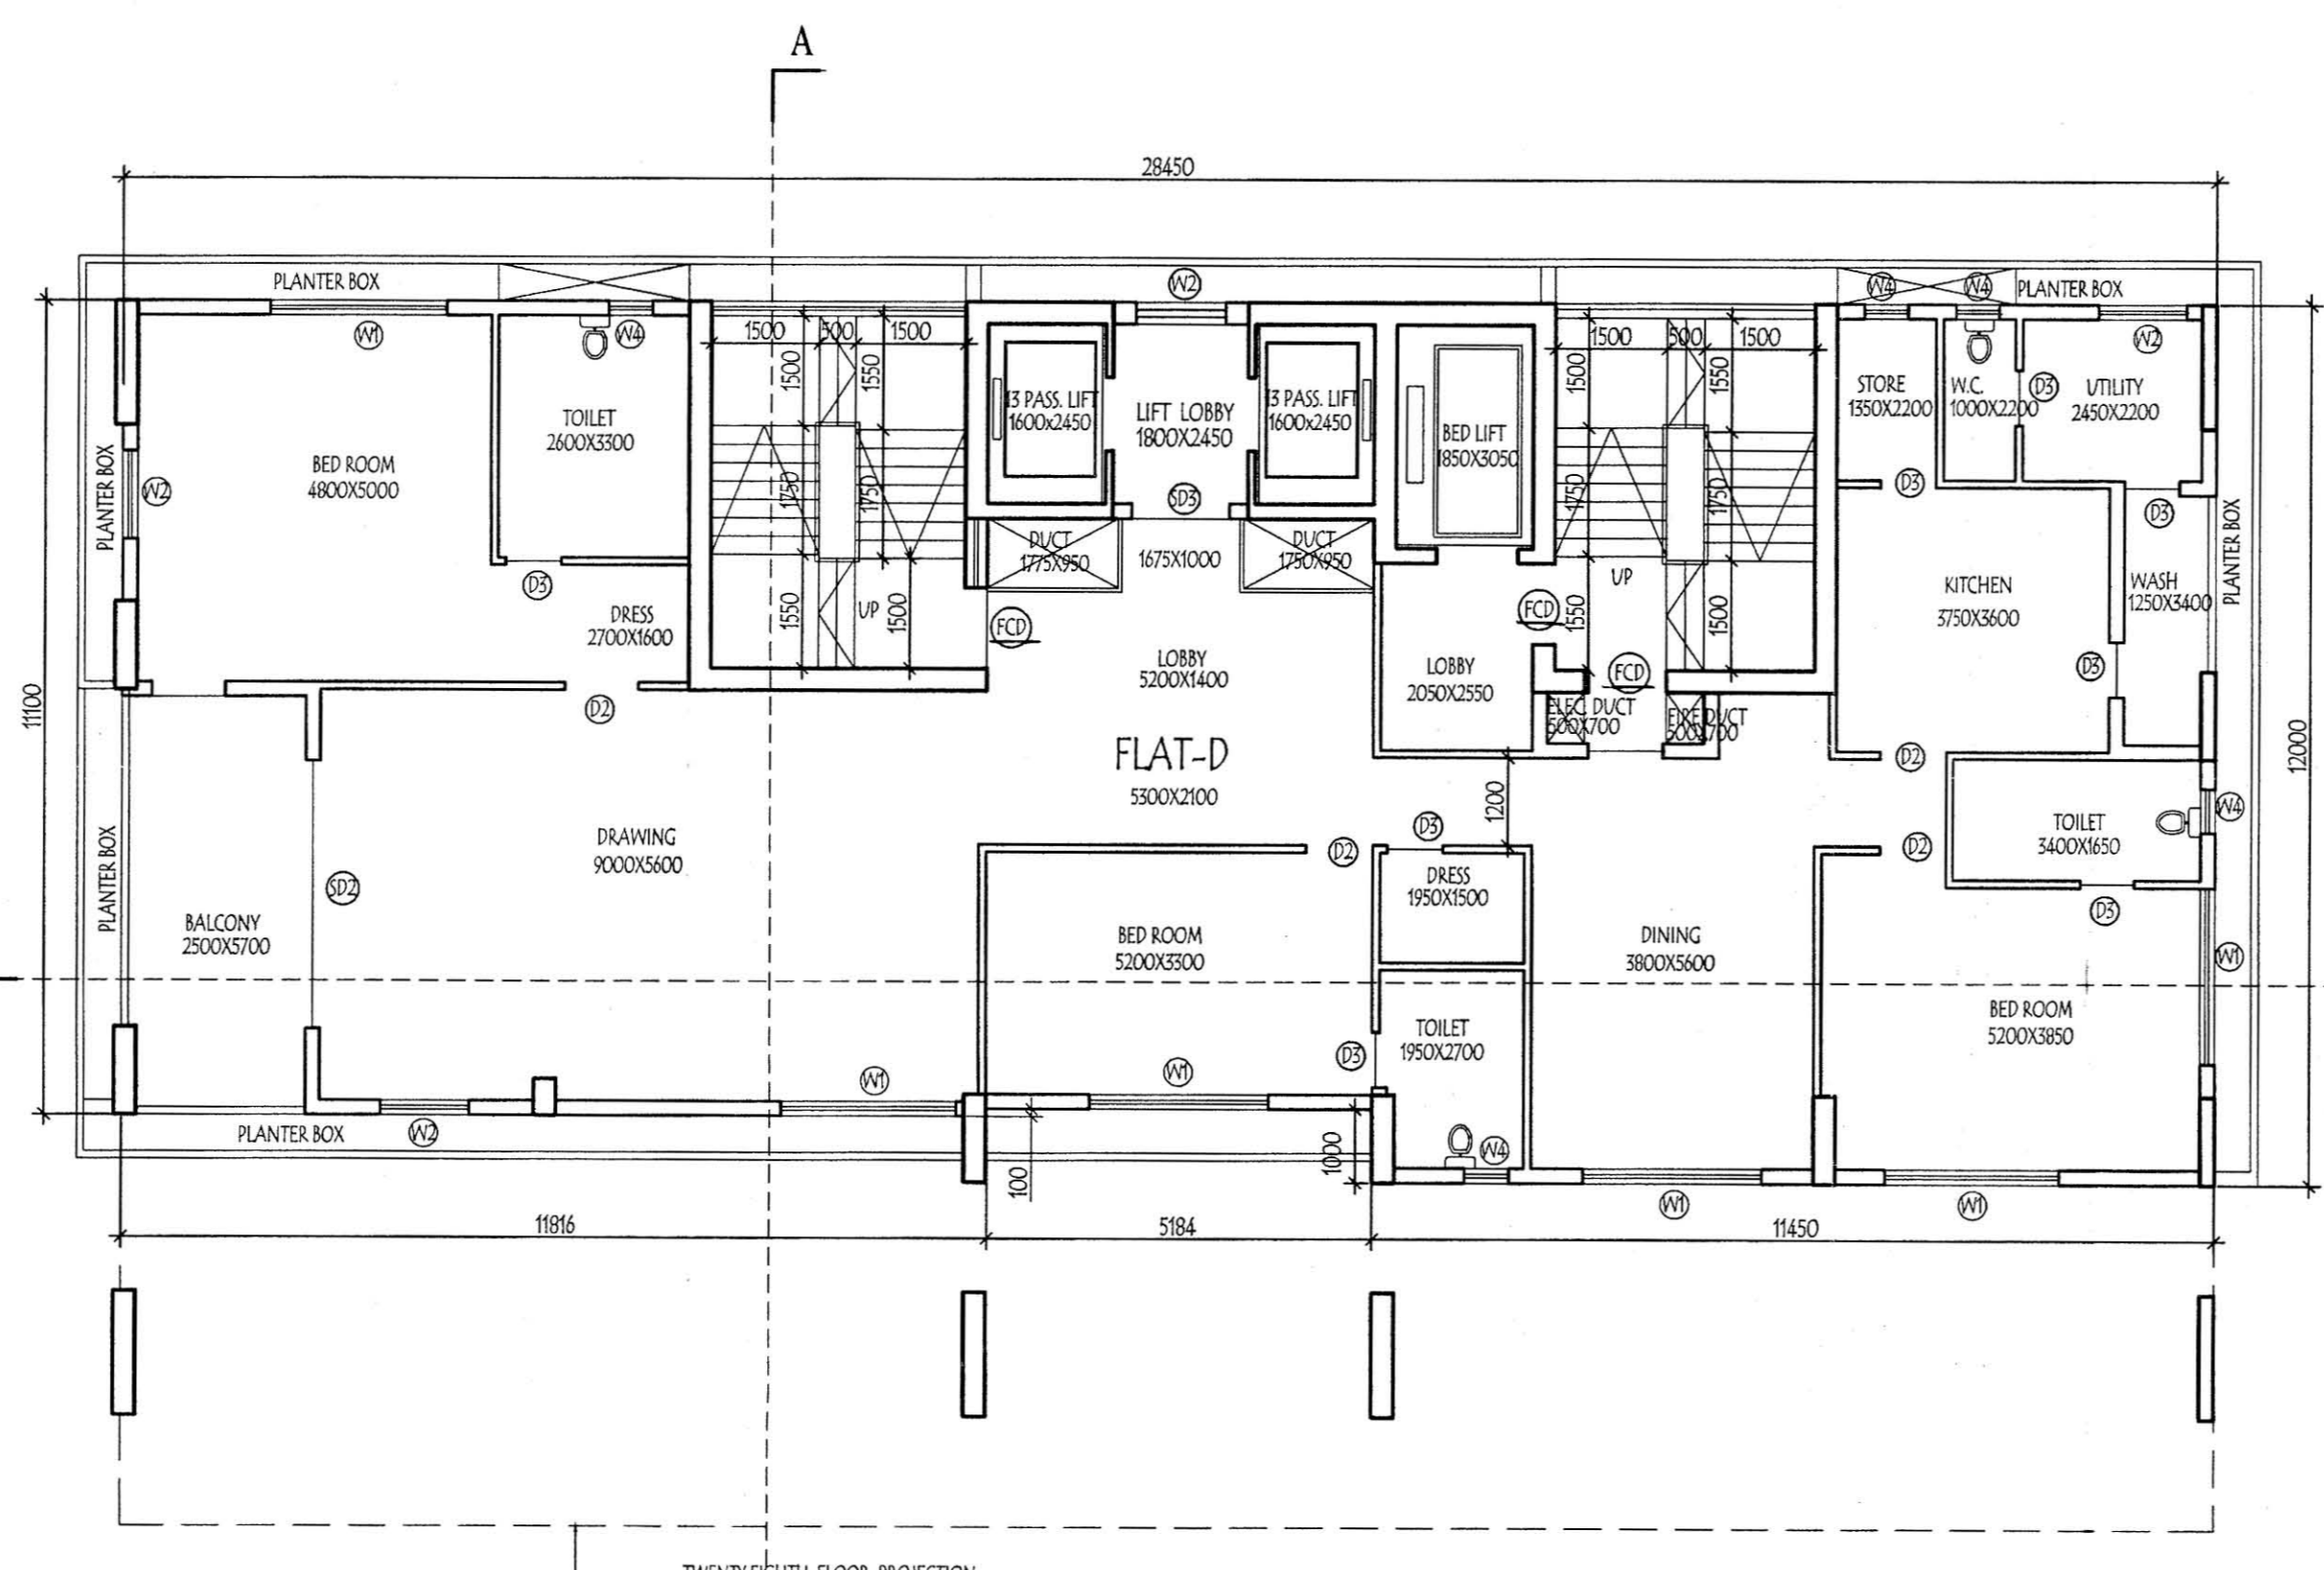 A
28450
PLANTER BOX
W2
W4
W4
PLANTER BOX
W1
W4
1500
500
1500
1500
500
1500
W2
1500
1550
1500
1550
TOILET
2600X3300
13 PASS. LIFT
1600x2450
LIFT LOBBY
1800X2450
13 PASS. LIFT
1600x2450
BED LIFT
1850X3050
STORE
1350X2200
W.C.
1000X2200
D3
UTILITY
2450X2200
BED ROOM
4800X5000
PLANTER BOX
W2
1750
1750
SD3
1750
1750
D3
D3
DUCT
1775X950
1675X1000
DUCT
1750X950
PLANTER BOX
D3
DRESS
2700X1600
1550
UP
1500
FCD
FCD
1550
UP
1500
KITCHEN
3750X3600
WASH
1250X3400
LOBBY
5200X1400
LOBBY
2050X2550
FCD
D3
11100
D2
ELEC. DUCT
500X700
FIRE DUCT
500X700
12000
FLAT-D
5300X2100
D2
1200
PLANTER BOX
DRAWING
9000X5600
D3
D2
D2
TOILET
3400X1650
W4
SD2
DRESS
1950X1500
D3
BALCONY
2500X5700
BED ROOM
5200X3300
DINING
3800X5600
W1
BED ROOM
5200X3850
TOILET
1950X2700
D3
W1
W1
PLANTER BOX
W2
100
1000
W4
W1
W1
11816
5184
11450
TWENTY EIGHTH FLOOR PROJECTION